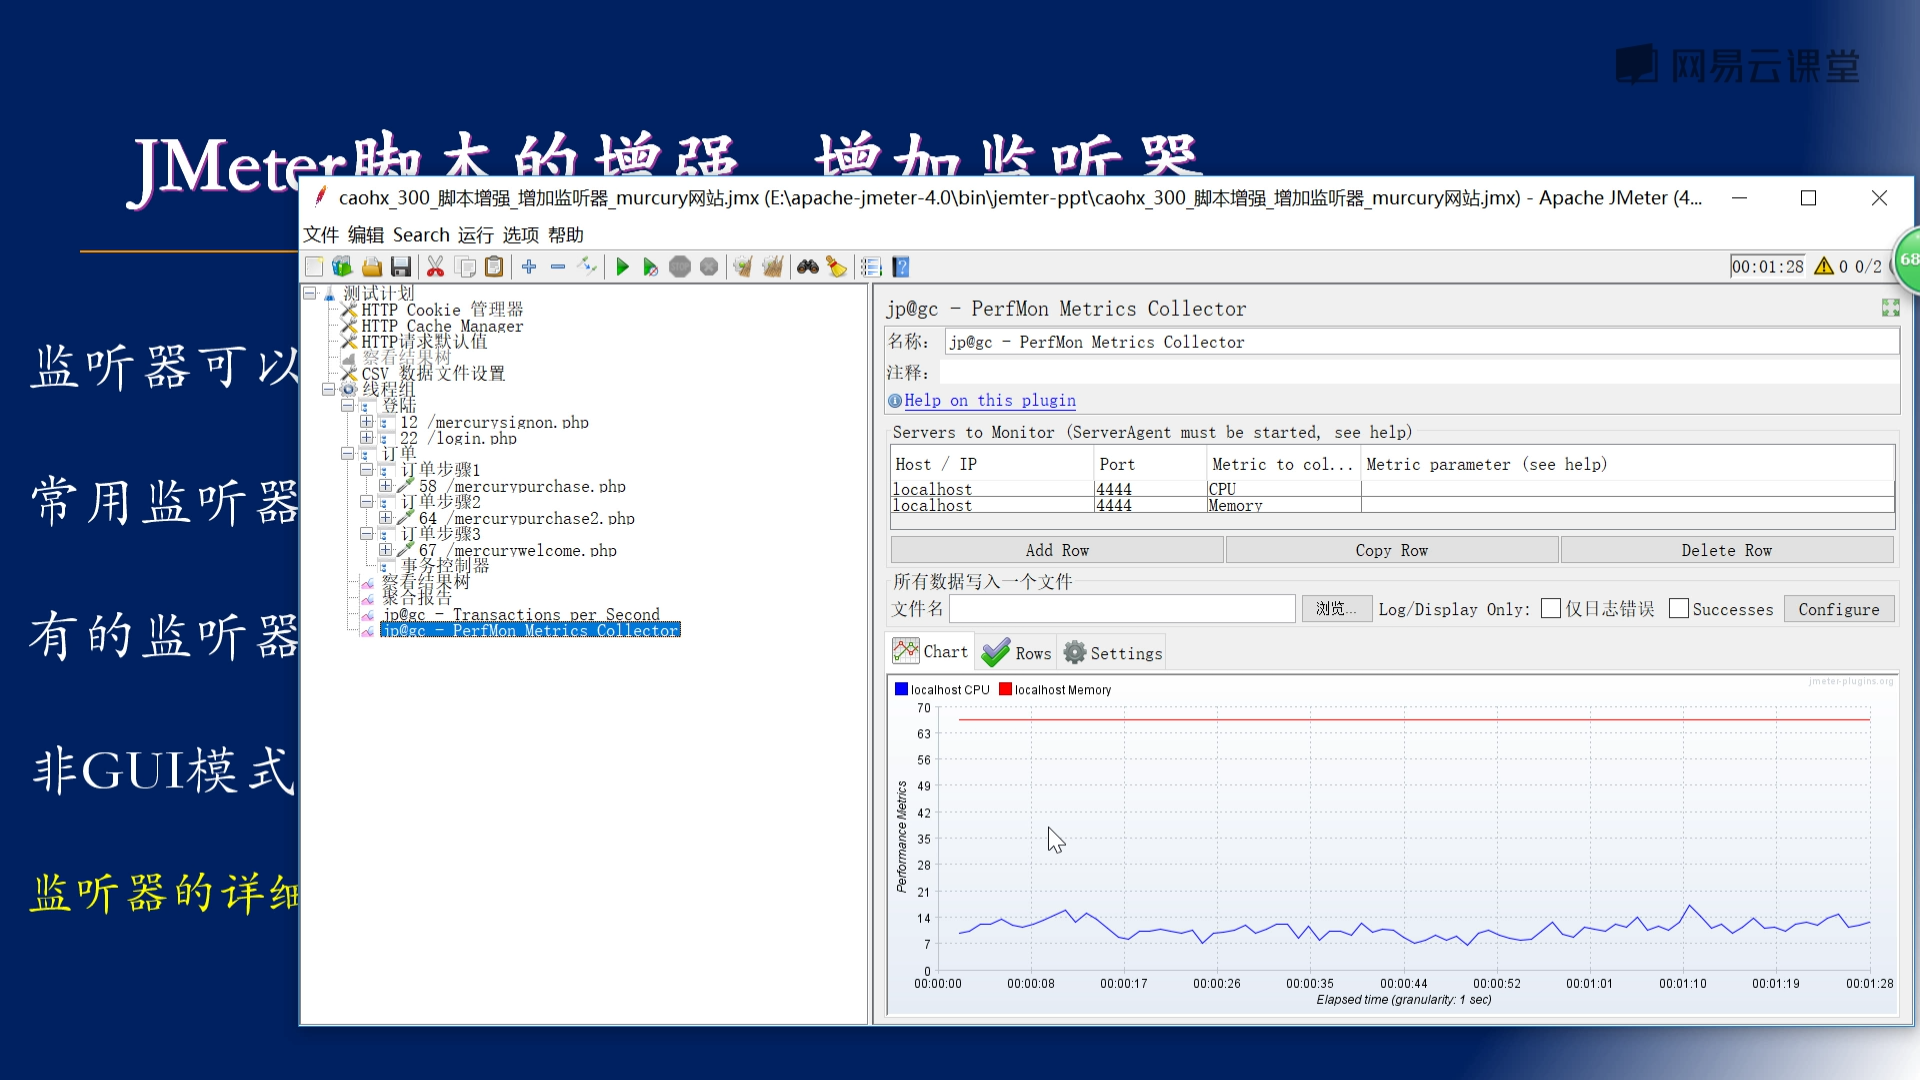 网易云课堂
JMeter脚本的增强 增加监听器
监听器可以
常用监听器
有的监听器
非GUI模式
监听器的详细
caohx_300_脚本增强_增加监听器_murcury网站.jmx (E:\apache-jmeter-4.0\bin\jemter-ppt\caohx_300_脚本增强_增加监听器_murcury网站.jmx) - Apache JMeter (4...
文件 编辑 Search 运行 选项 帮助
00:01:28 0 0/2
68
测试计划
HTTP Cookie 管理器
HTTP Cache Manager
HTTP请求默认值
察看结果树
CSV 数据文件设置
线程组
登陆
12 /mercurysignon.php
22 /login.php
订单
订单步骤1
58 /mercurypurchase.php
订单步骤2
64 /mercurypurchase2.php
订单步骤3
67 /mercurywelcome.php
事务控制器
察看结果树
聚合报告
jp@gc - Transactions per Second
jp@gc - PerfMon Metrics Collector
jp@gc - PerfMon Metrics Collector
名称: jp@gc - PerfMon Metrics Collector
注释:
Help on this plugin
Servers to Monitor (ServerAgent must be started, see help)
Host / IP Port Metric to col... Metric parameter (see help)
localhost 4444 CPU
localhost 4444 Memory
Add Row Copy Row Delete Row
所有数据写入一个文件
文件名 浏览... Log/Display Only: 仅日志错误 Successes Configure
Chart Rows Settings
jmeter-plugins.org
localhost CPU localhost Memory
70
63
56
49
42
35
28
21
14
7
0
Performance Metrics
00:00:00 00:00:08 00:00:17 00:00:26 00:00:35 00:00:44 00:00:52 00:01:01 00:01:10 00:01:19 00:01:28
Elapsed time (granularity: 1 sec)